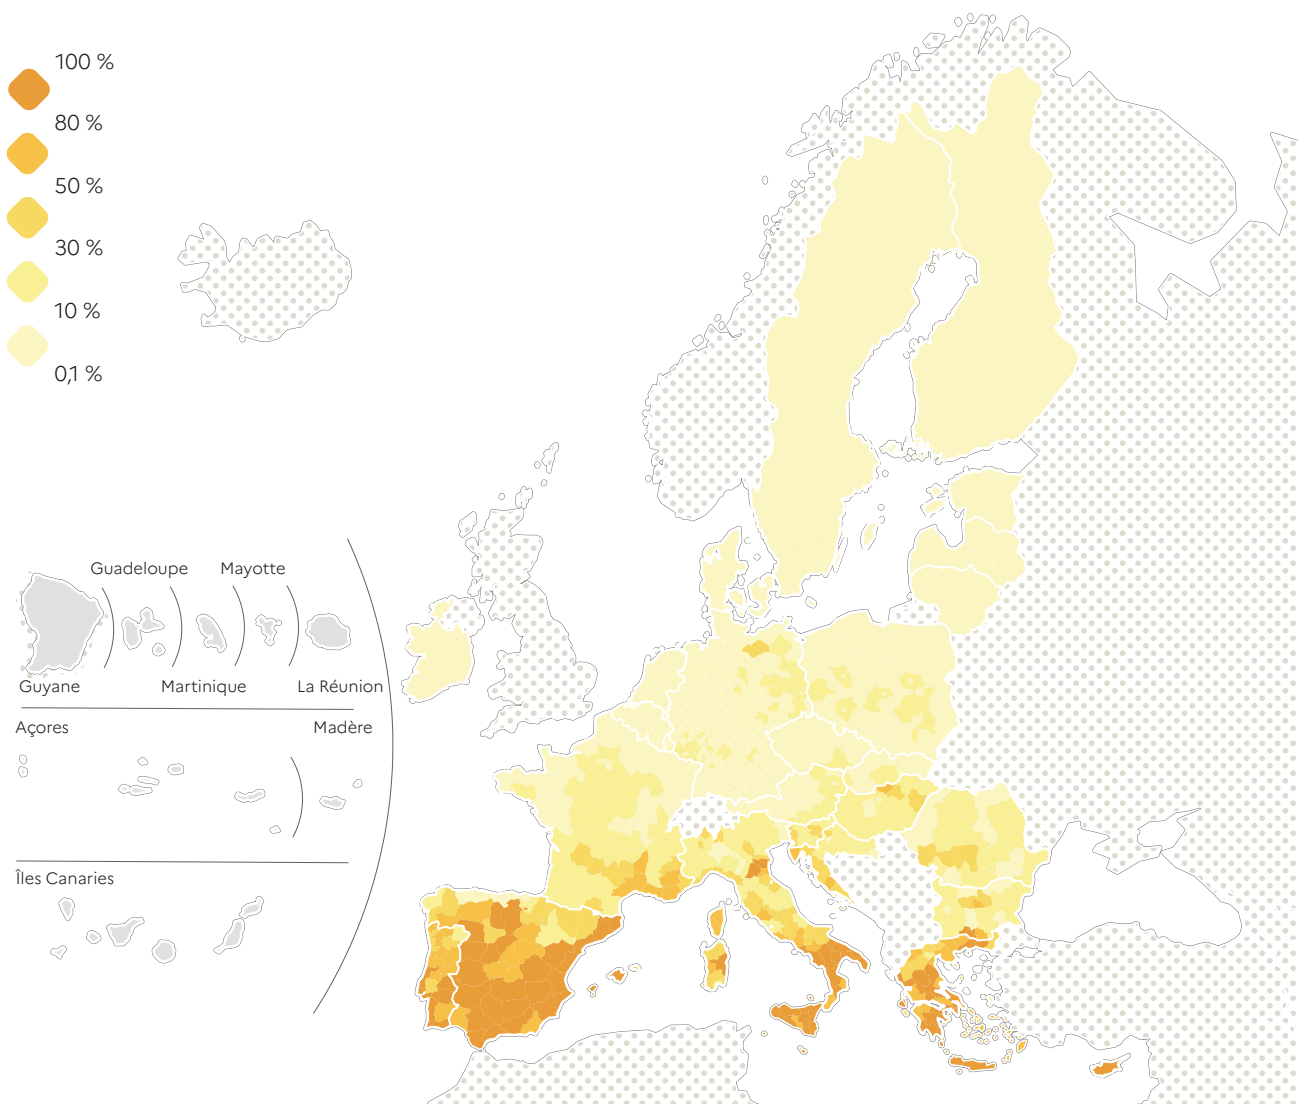 100 %
80 %
50 %
30 %
10 %
0,1 %
Guadeloupe
Mayotte
Guyane
Martinique
La Réunion
Açores
Madère
Îles Canaries